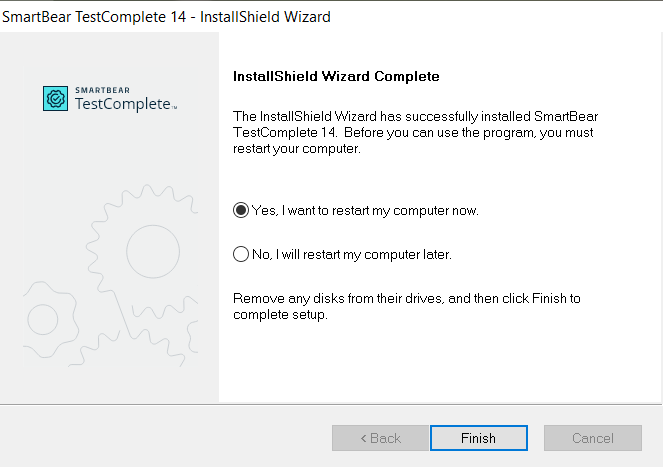 SmartBear TestComplete 14 - InstallShield Wizard
SMARTBEAR
TestComplete™
InstallShield Wizard Complete
The InstallShield Wizard has successfully installed SmartBear
TestComplete 14. Before you can use the program, you must
restart your computer.
Yes, I want to restart my computer now.
No, I will restart my computer later.
Remove any disks from their drives, and then click Finish to
complete setup.
< Back
Finish
Cancel